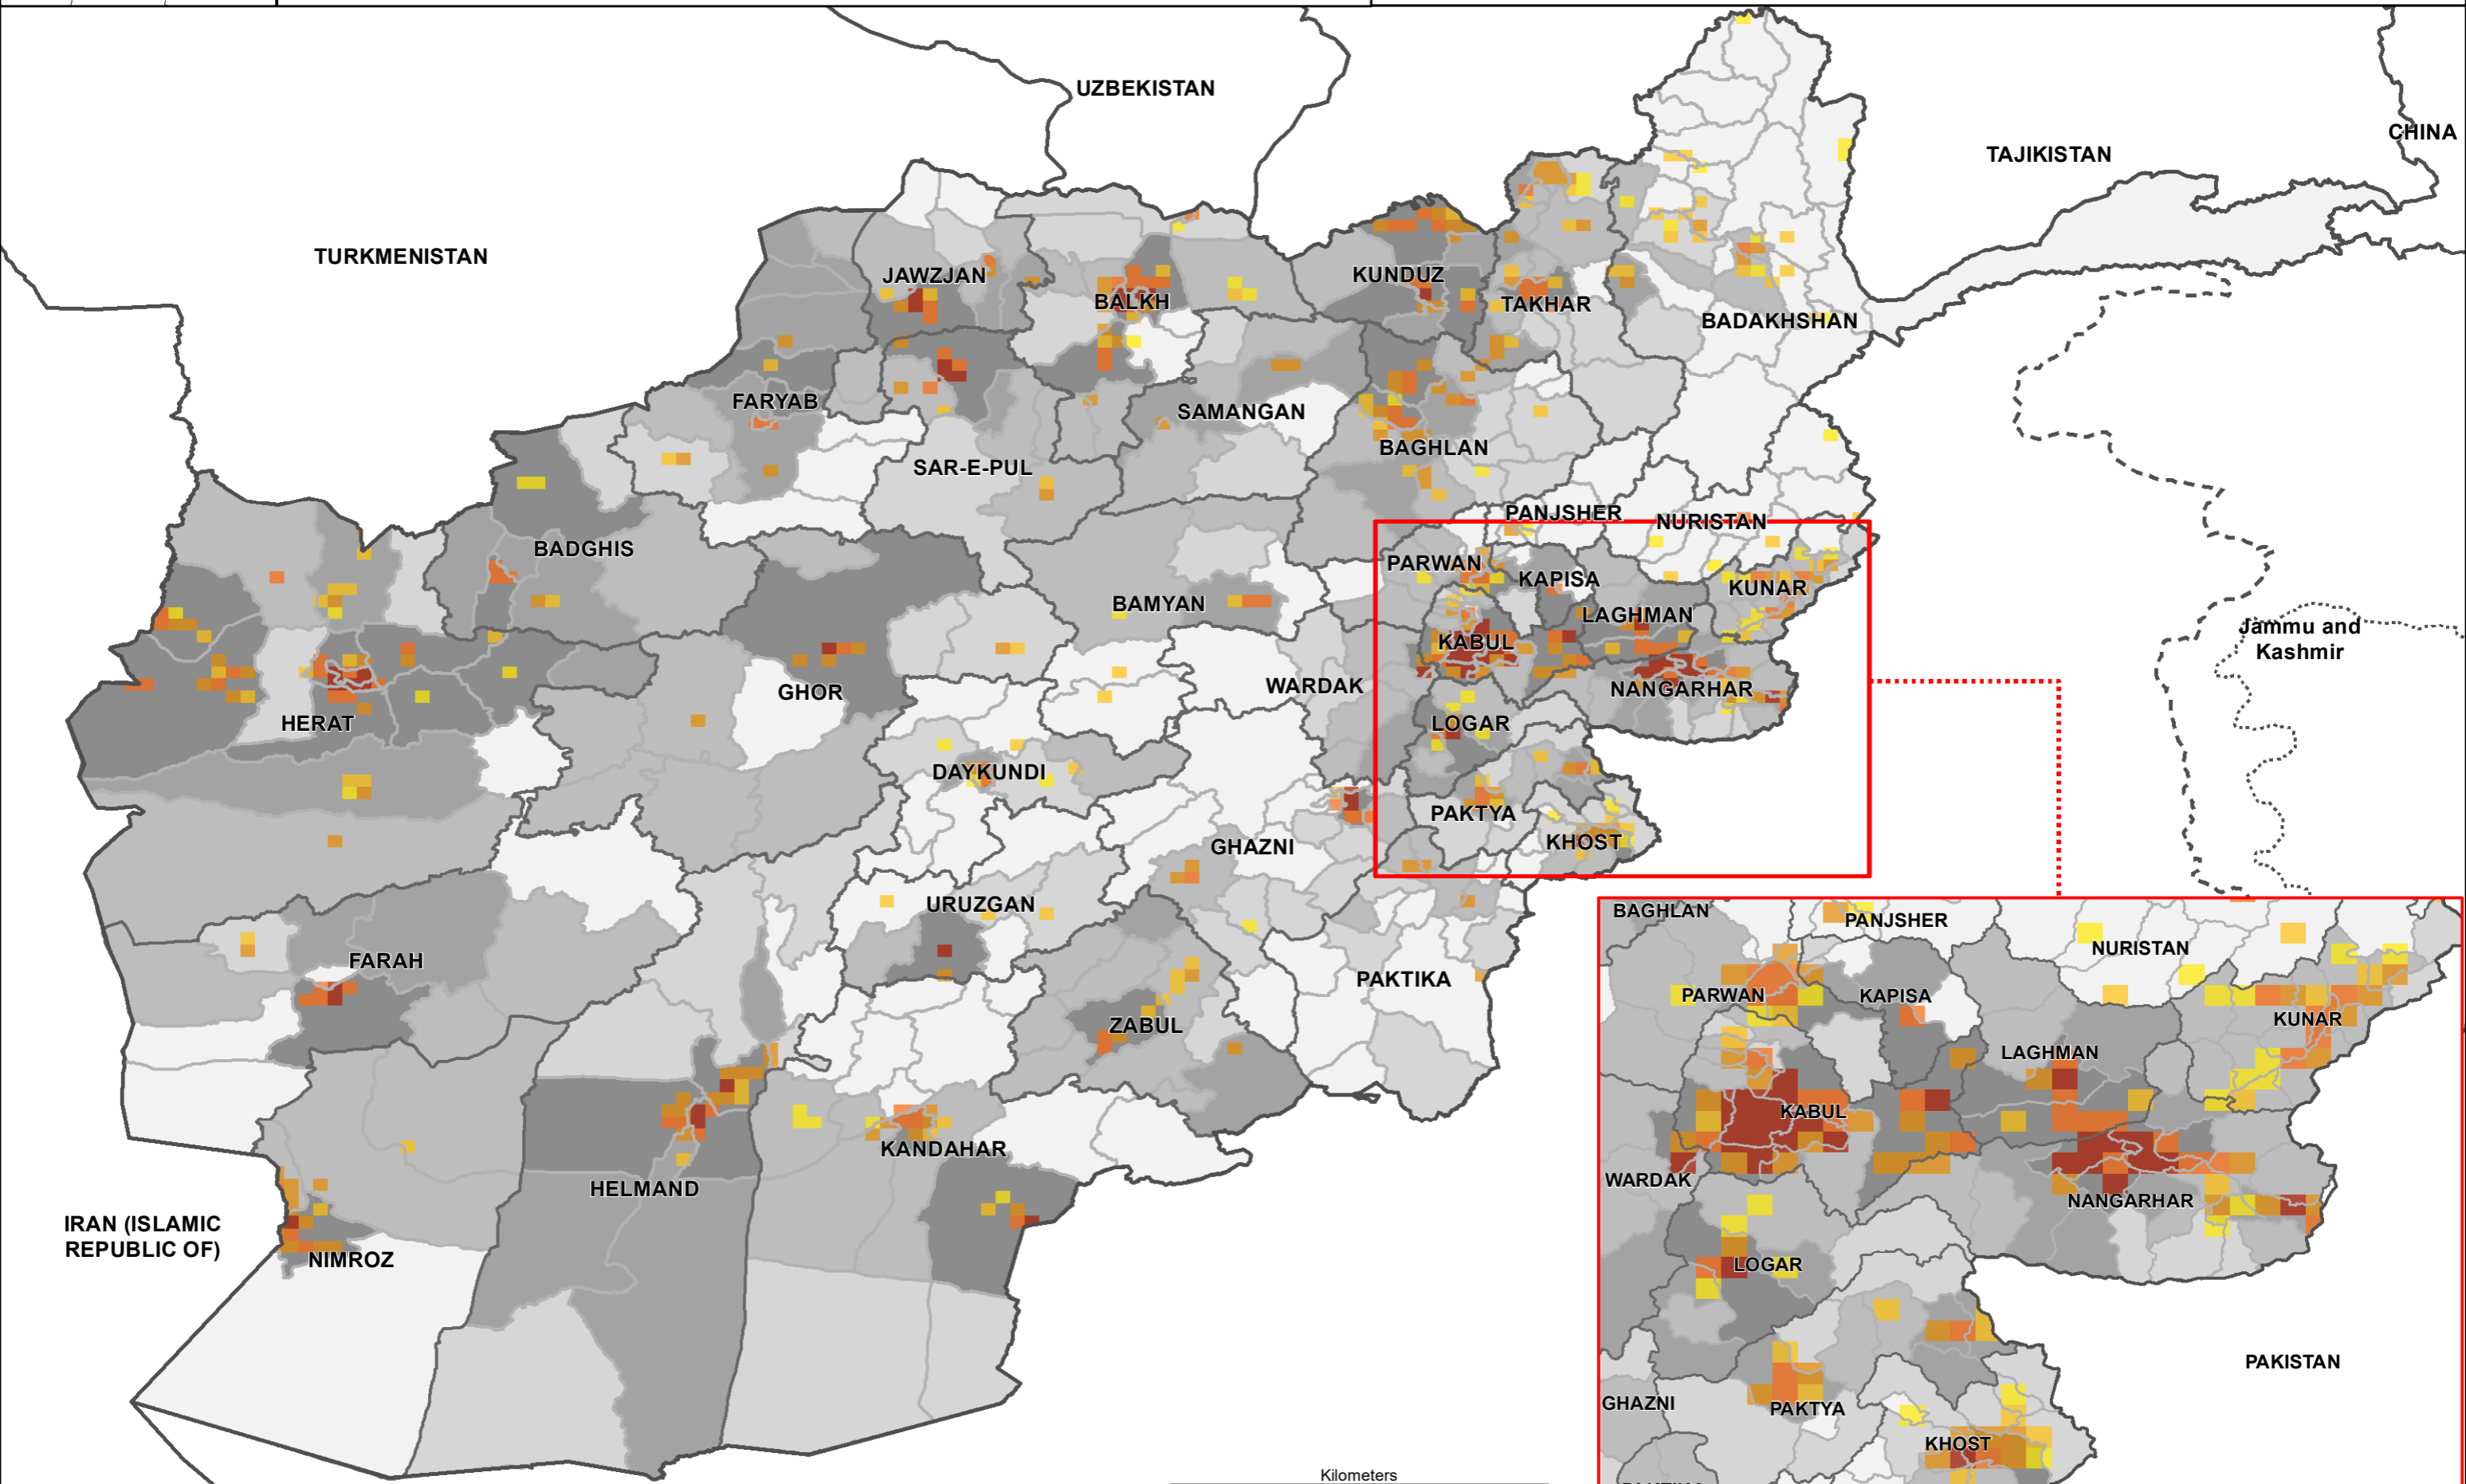 UZBEKISTAN
CHINA
TAJIKISTAN
TURKMENISTAN
JAWZJAN
KUNDUZ
BALKH
TAKHAR
BADAKHSHAN
FARYAB
SAMANGAN
BAGHLAN
SAR-E-PUL
PANJSHER
NURISTAN
BADGHIS
PARWAN
KAPISA
KUNAR
BAMYAN
LAGHMAN
Jammu and
Kashmir
KABUL
WARDAK
NANGARHAR
GHOR
HERAT
LOGAR
DAYKUNDI
PAKTYA
KHOST
GHAZNI
URUZGAN
FARAH
PAKTIKA
ZABUL
KANDAHAR
HELMAND
IRAN (ISLAMIC
REPUBLIC OF)
NIMROZ
BAGHLAN
PANJSHER
NURISTAN
PARWAN
KAPISA
KUNAR
LAGHMAN
KABUL
WARDAK
NANGARHAR
LOGAR
PAKISTAN
GHAZNI
PAKTYA
KHOST
Kilometers